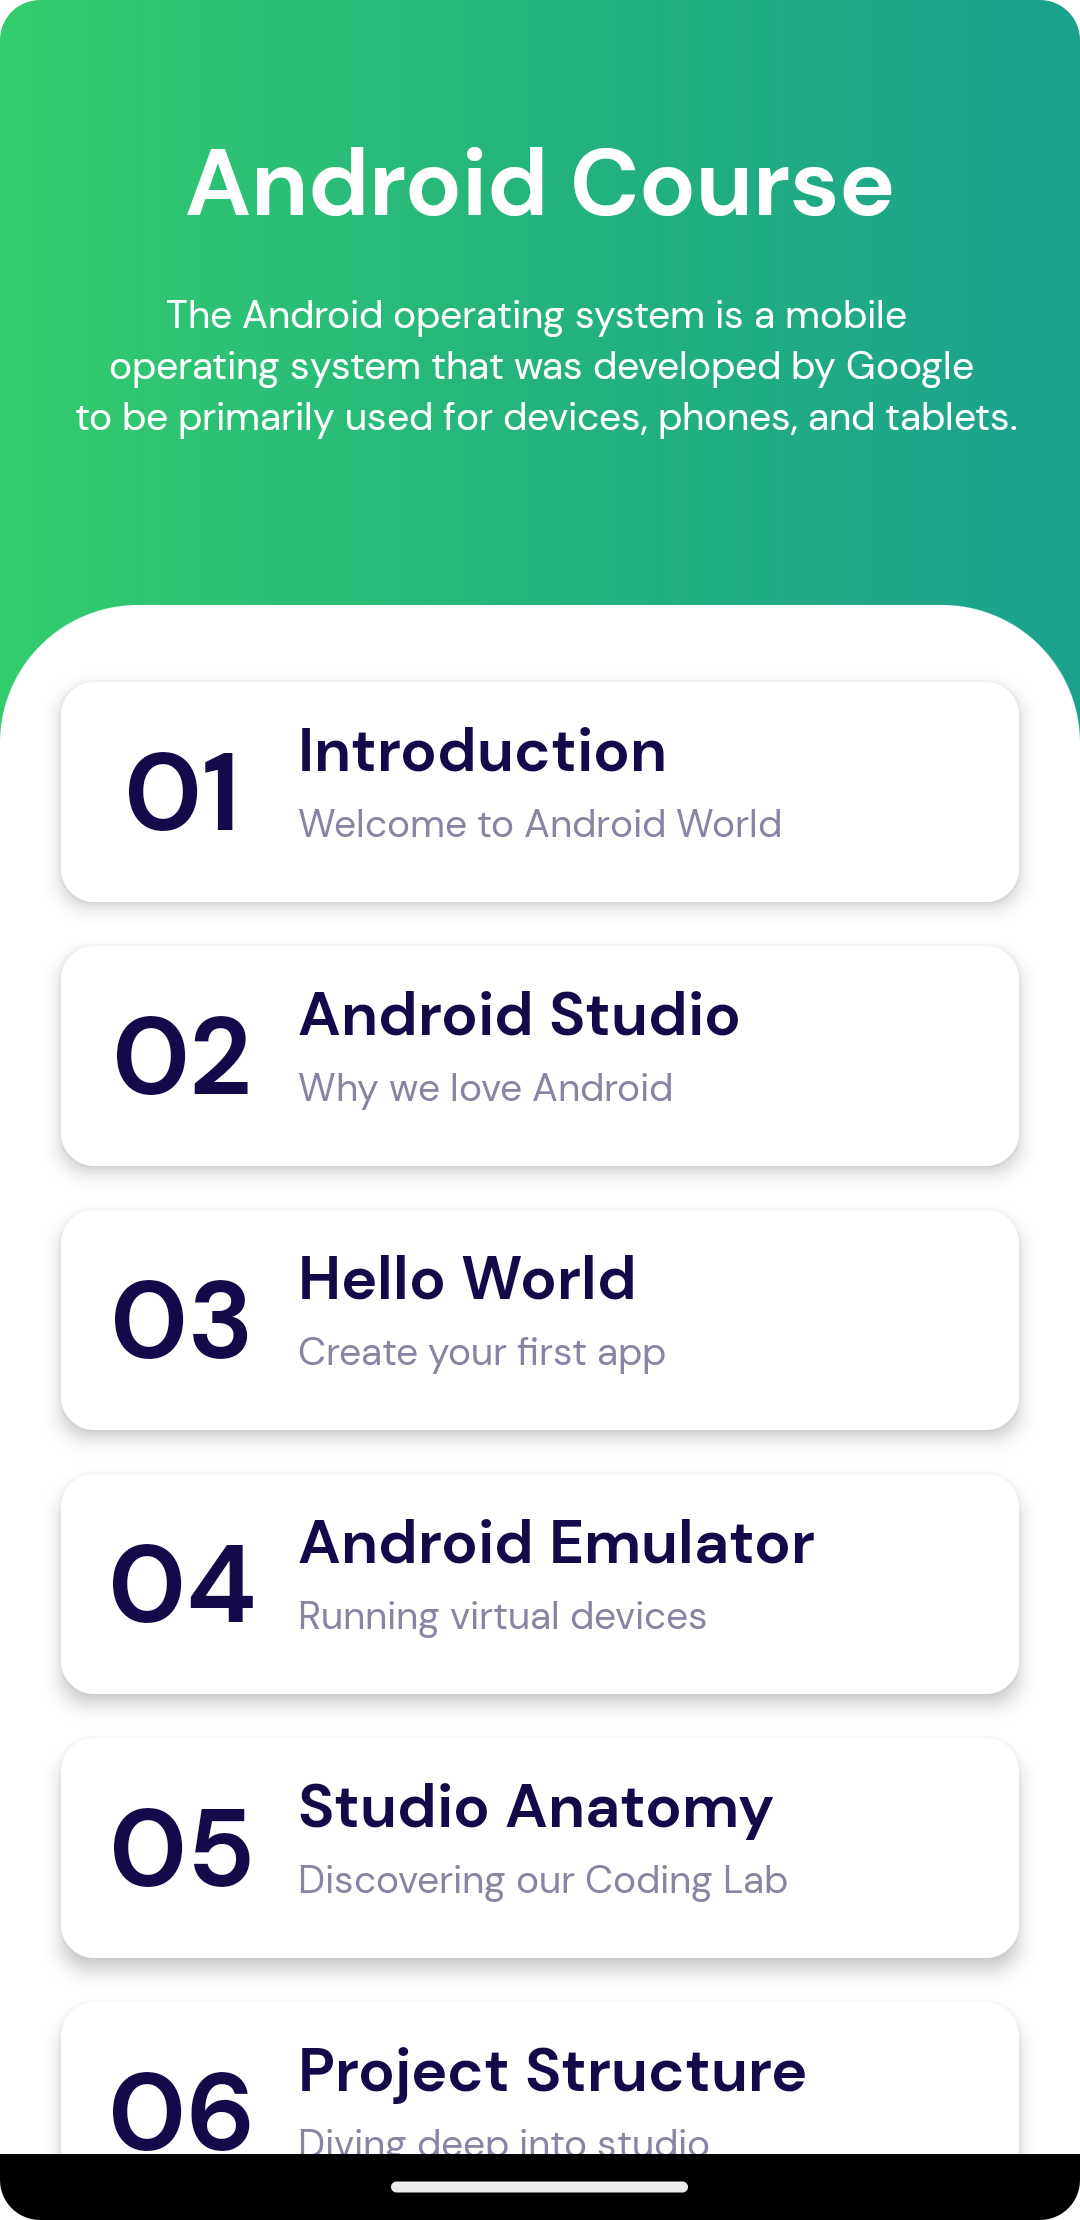 Android Course
The Android operating system is a mobile
operating system that was developed by Google
to be primarily used for devices, phones, and tablets.
01
Introduction
Welcome to Android World
02
Android Studio
Why we love Android
03
Hello World
Create your first app
04
Android Emulator
Running virtual devices
05
Studio Anatomy
Discovering our Coding Lab
06
Project Structure
Diving deep into studio